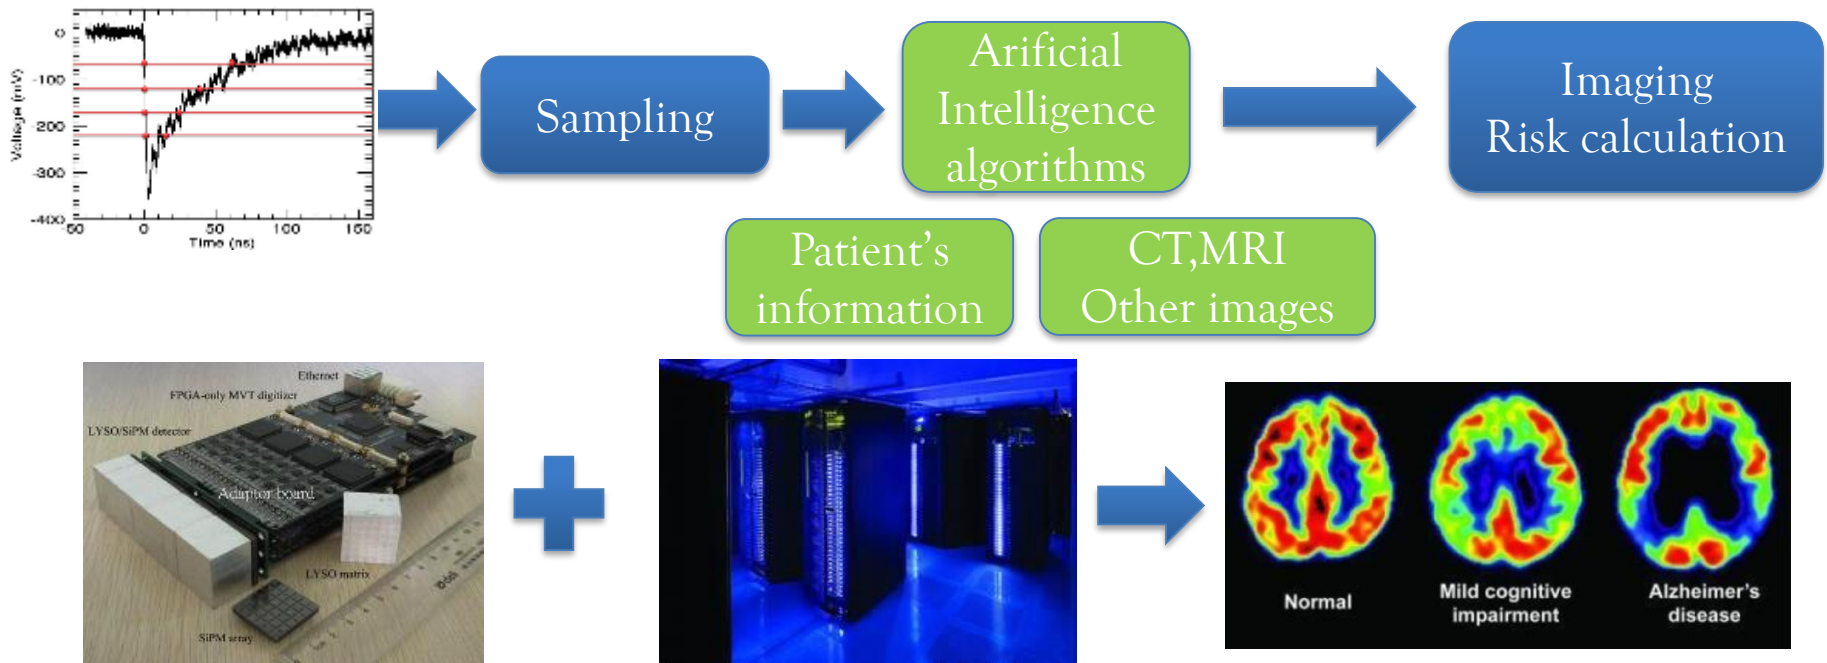 0
-100
-200
-300
-400
Voltage (mV)
-50 0 50 100 150
Time (ns)
Sampling
Arificial
Intelligence
algorithms
Imaging
Risk calculation
Patient’s
information
CT,MRI
Other images
Ethernet
FPGA-only MVT digitizer
LYSO/SiPM detector
Adaptor board
LYSO matrix
SiPM array
Normal
Mild cognitive
impairment
Alzheimer’s
disease